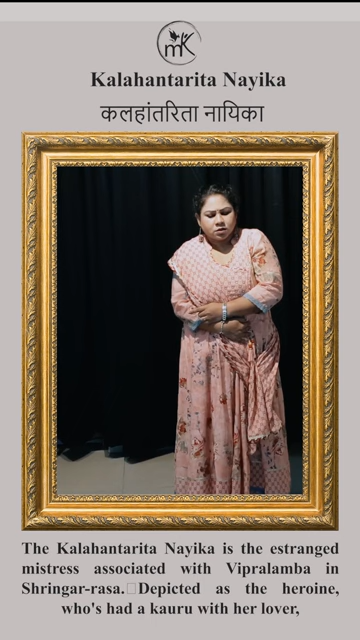 mK
Kalahantarita Nayika
कलहांतरिता नायिका
The Kalahantarita Nayika is the estranged
mistress associated with Vipralamba in
Shringar-rasa.□Depicted as the heroine,
who's had a kauru with her lover,